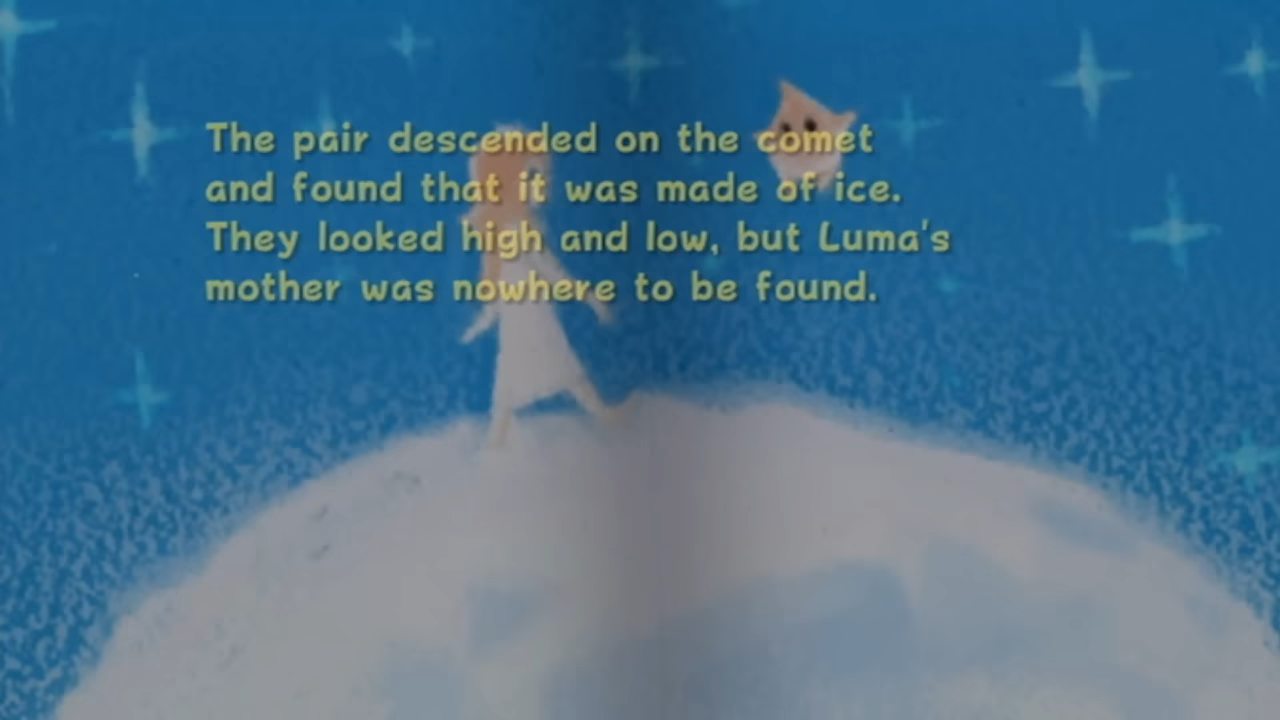 The pair descended on the comet
and found that it was made of ice.
They looked high and low, but Luma's
mother was nowhere to be found.